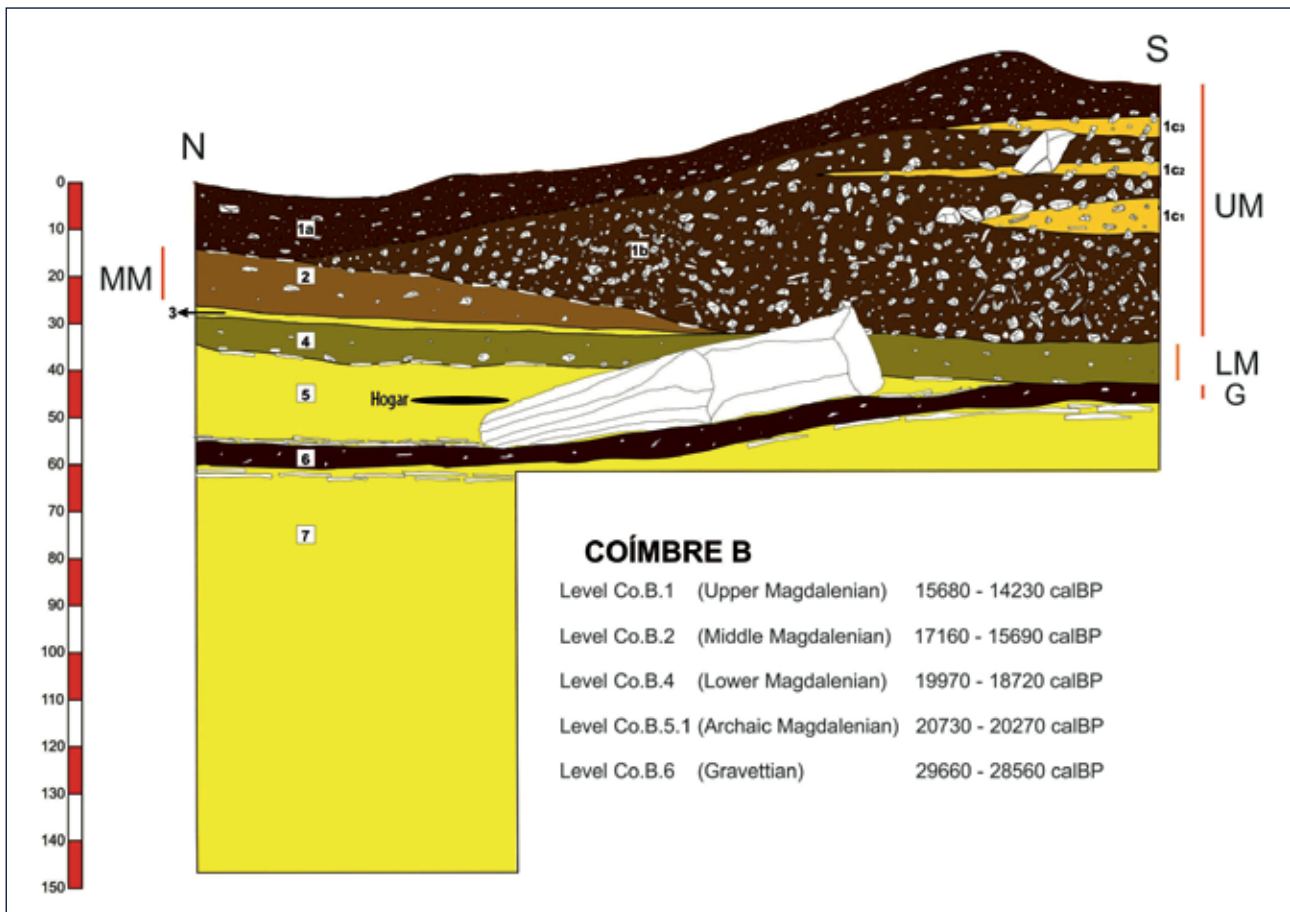 S
N
1c3
1c2
1c1
UM
1a
1b
MM
2
3
4
LM
5
Hogar
G
6
7
0
10
20
30
40
50
60
70
80
90
100
110
120
130
140
150
COÍMBRE B
Level Co.B.1 (Upper Magdalenian) 15680 - 14230 calBP
Level Co.B.2 (Middle Magdalenian) 17160 - 15690 calBP
Level Co.B.4 (Lower Magdalenian) 19970 - 18720 calBP
Level Co.B.5.1 (Archaic Magdalenian) 20730 - 20270 calBP
Level Co.B.6 (Gravettian) 29660 - 28560 calBP